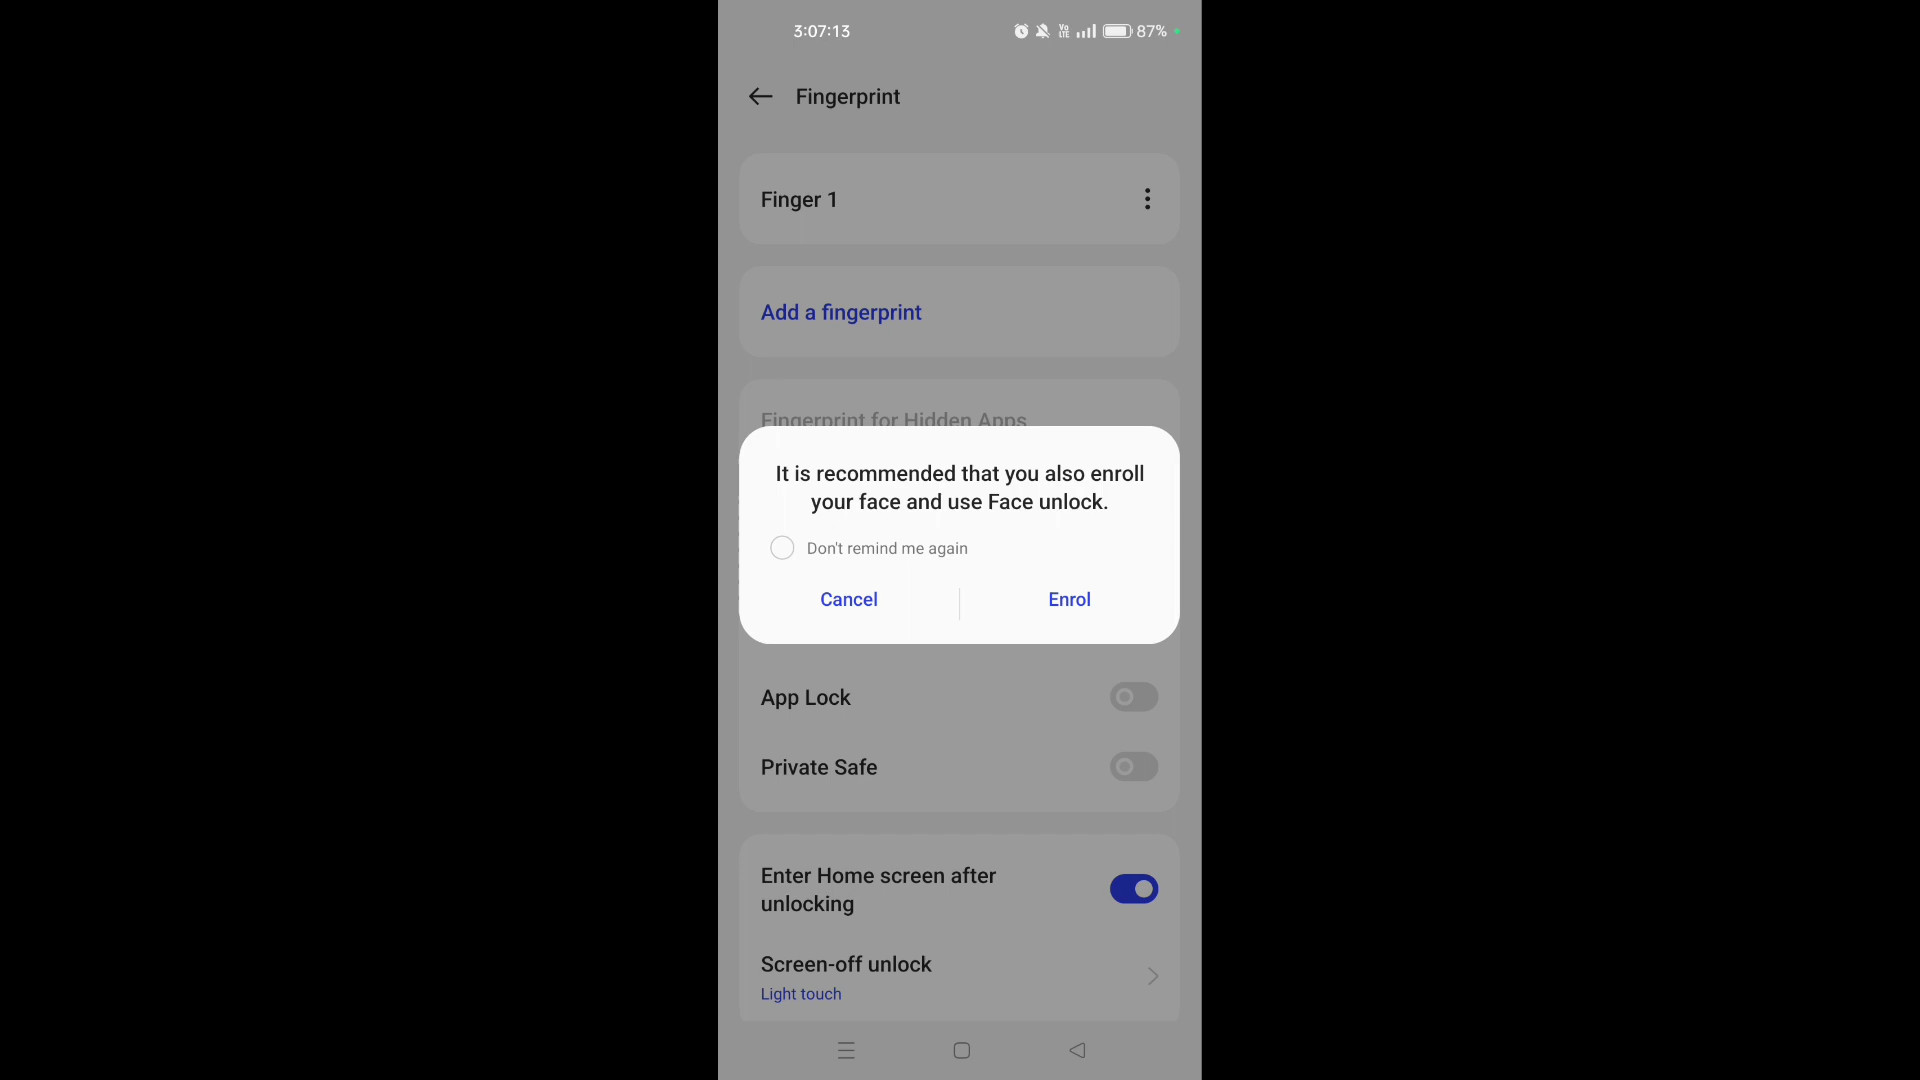 3:07:13
Vo
LTE
87%
Fingerprint
Finger 1
Add a fingerprint
Fingerprint for Hidden Apps
It is recommended that you also enroll
your face and use Face unlock.
Don't remind me again
Cancel
Enrol
App Lock
Private Safe
Enter Home screen after
unlocking
Screen-off unlock
Light touch